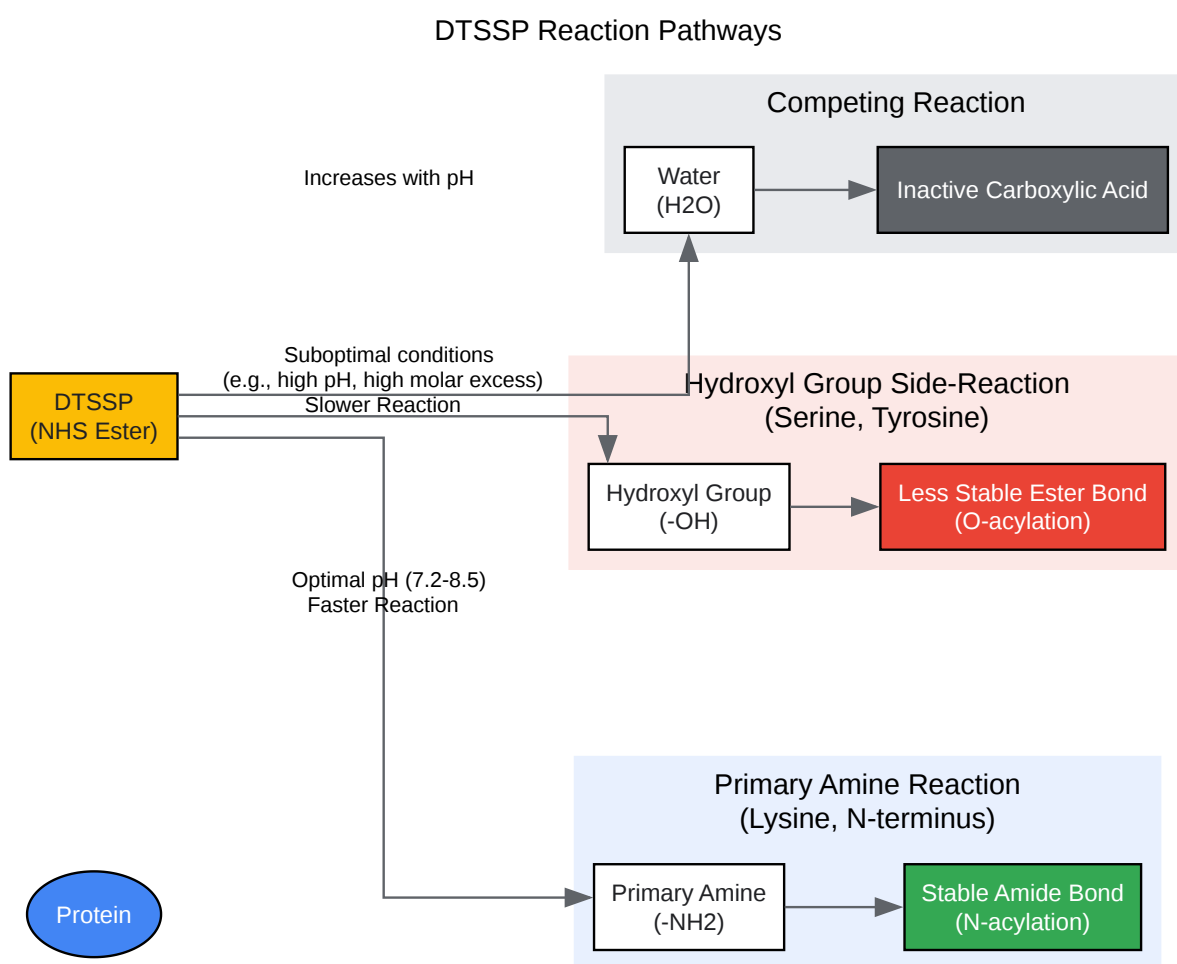 DTSSP Reaction Pathways
Competing Reaction
Increases with pH
Water
(H2O)
Inactive Carboxylic Acid
Suboptimal conditions
(e.g., high pH, high molar excess)
Slower Reaction
DTSSP
(NHS Ester)
Hydroxyl Group Side-Reaction
(Serine, Tyrosine)
Hydroxyl Group
(-OH)
Less Stable Ester Bond
(O-acylation)
Optimal pH (7.2-8.5)
Faster Reaction
Primary Amine Reaction
(Lysine, N-terminus)
Primary Amine
(-NH2)
Stable Amide Bond
(N-acylation)
Protein